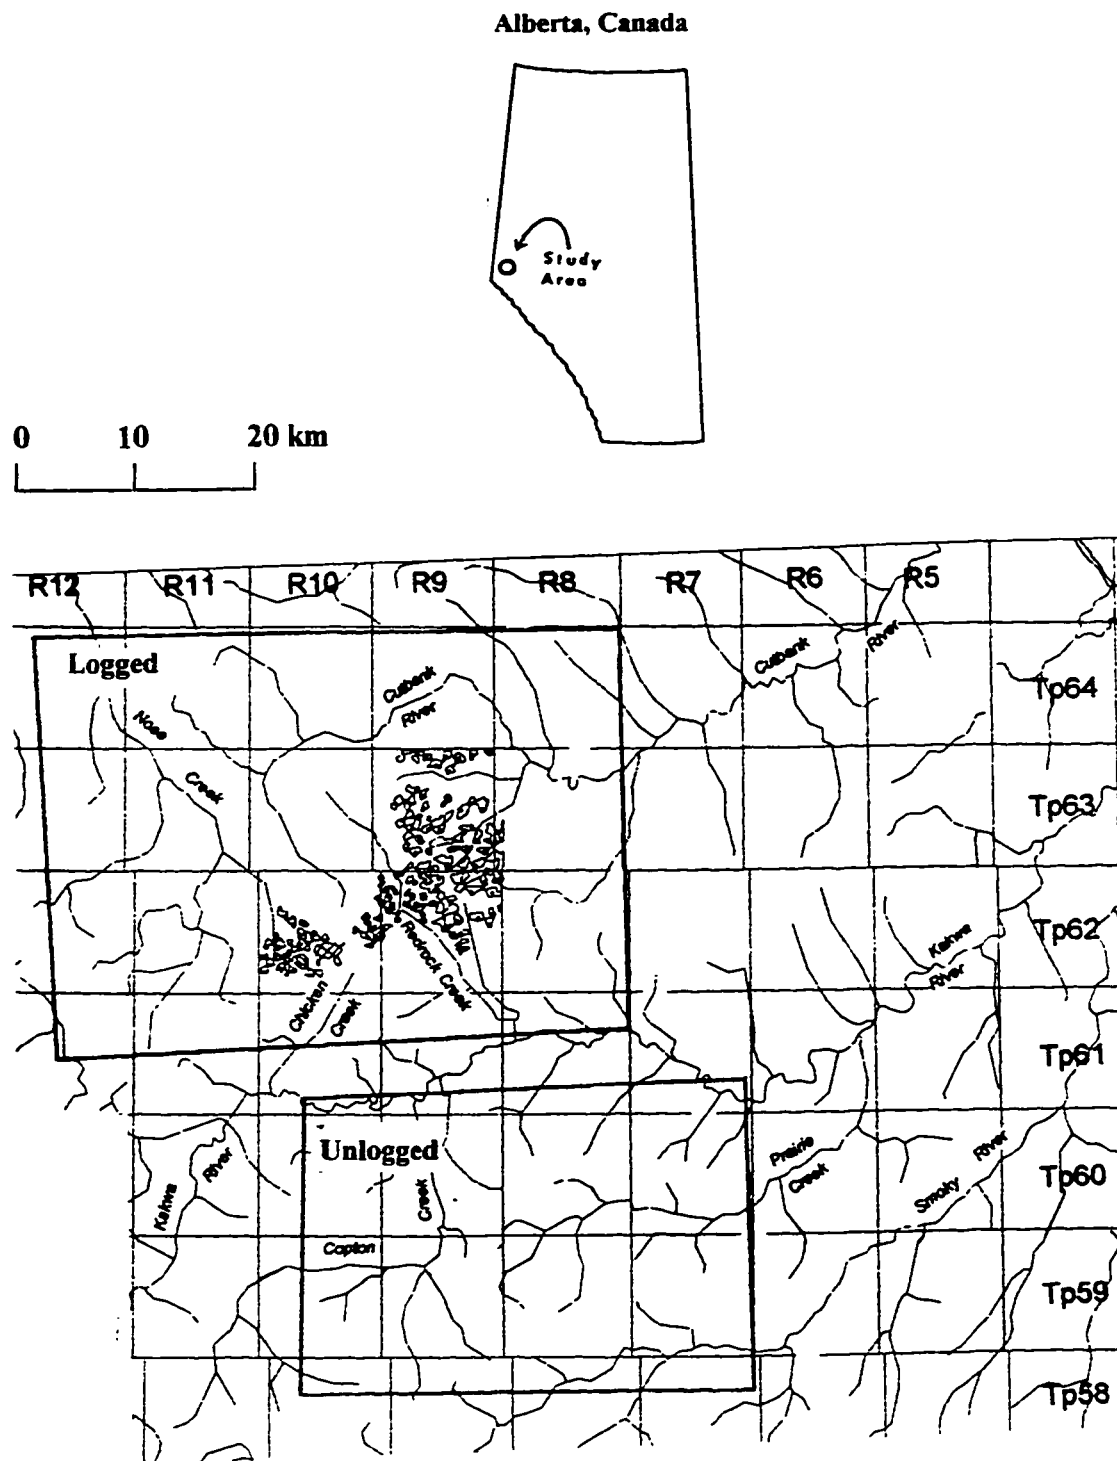 Alberta, Canada
Study
Area
0 10 20 km
R12 R11 R10 R9 R8 R7 R6 R5
Logged
Cutbank
River
Cutbank
River
Tp64
Nose
Creek
Tp63
Tp62
Kakwa
River
Redrock Creek
Chicken
Creek
Tp61
Unlogged
Prairie
Creek
Smoky
River
Tp60
Kakwa
River
Copton
Creek
Tp59
Tp58